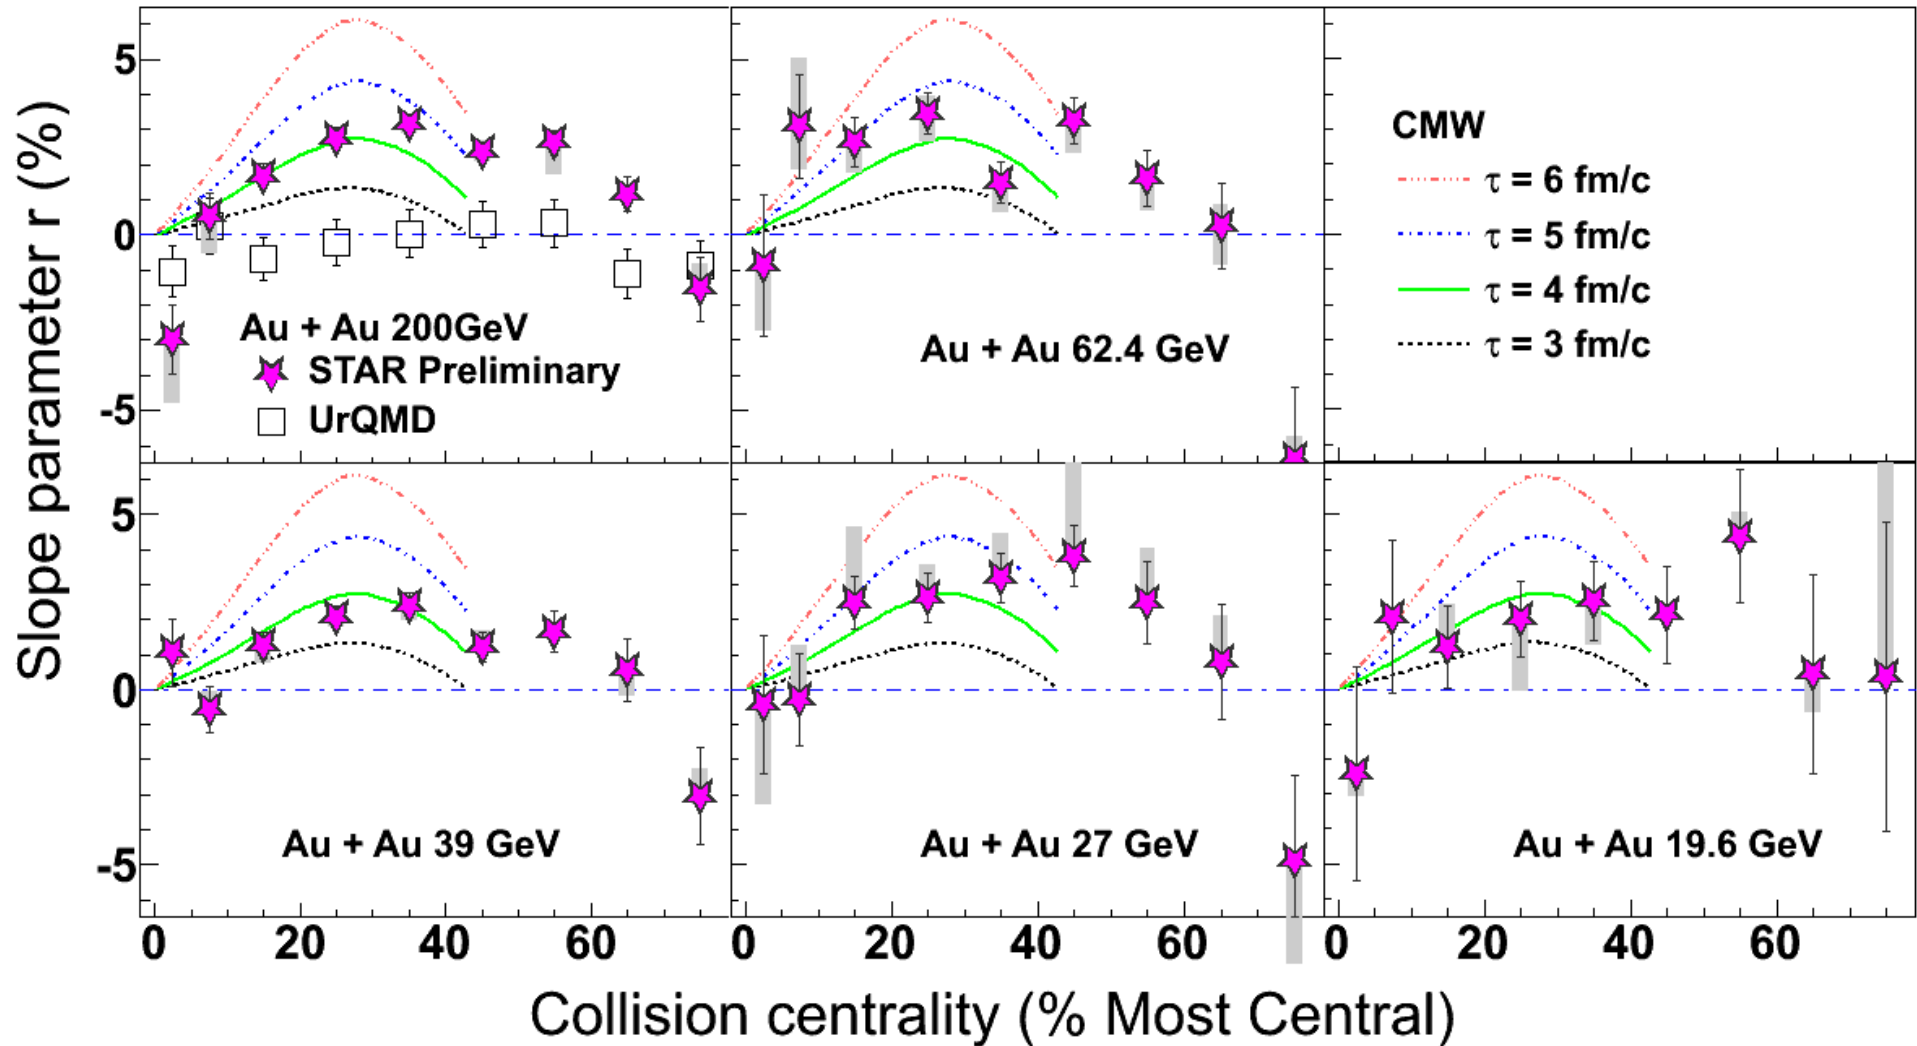 Slope parameter r (%)
5
0
-5
Au + Au 200GeV
STAR Preliminary
UrQMD
Au + Au 62.4 GeV
CMW
τ = 6 fm/c
τ = 5 fm/c
τ = 4 fm/c
τ = 3 fm/c
5
0
-5
Au + Au 39 GeV
Au + Au 27 GeV
Au + Au 19.6 GeV
0 20 40 60 0 20 40 60 0 20 40 60
Collision centrality (% Most Central)